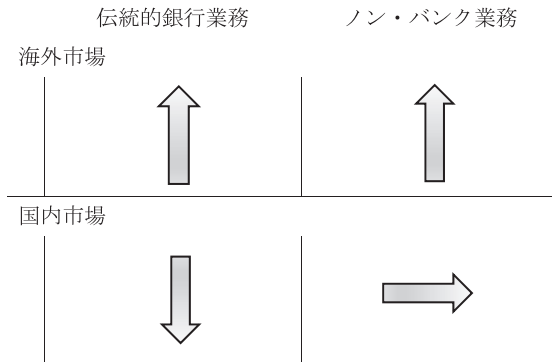 伝統的銀行業務
ノン・バンク業務
海外市場
国内市場